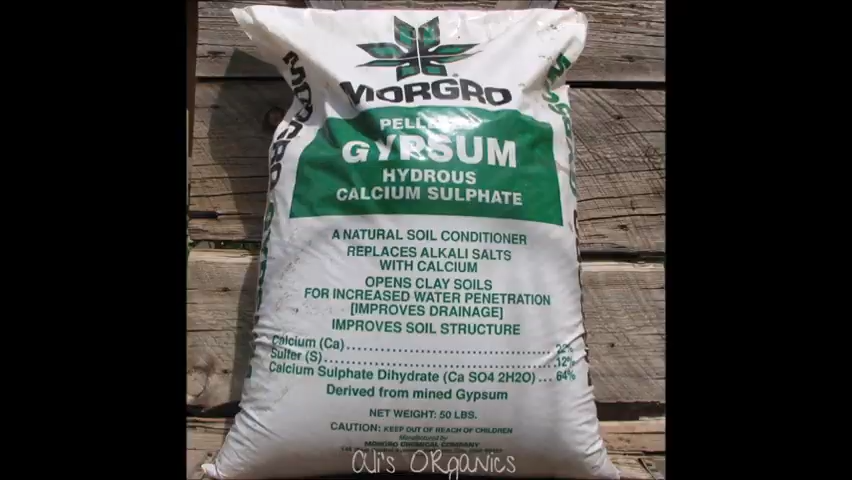 MORGRO
MORGRO
MORGRO
GYPSUM
HYDROUS
CALCIUM SULPHATE
A NATURAL SOIL CONDITIONER
REPLACES ALKALI SALTS
WITH CALCIUM
OPENS CLAY SOILS
FOR INCREASED WATER PENETRATION
[IMPROVES DRAINAGE]
IMPROVES SOIL STRUCTURE
Calcium (Ca) 22%
Sulfer (S) 12%
Calcium Sulphate Dihydrate (Ca SO4 2H2O) ... 64%
Derived from mined Gypsum
NET WEIGHT: 50 LBS.
CAUTION: KEEP OUT OF REACH OF CHILDREN
Manufactured by
MORGRO CHEMICAL COMPANY
Ali's ORganics